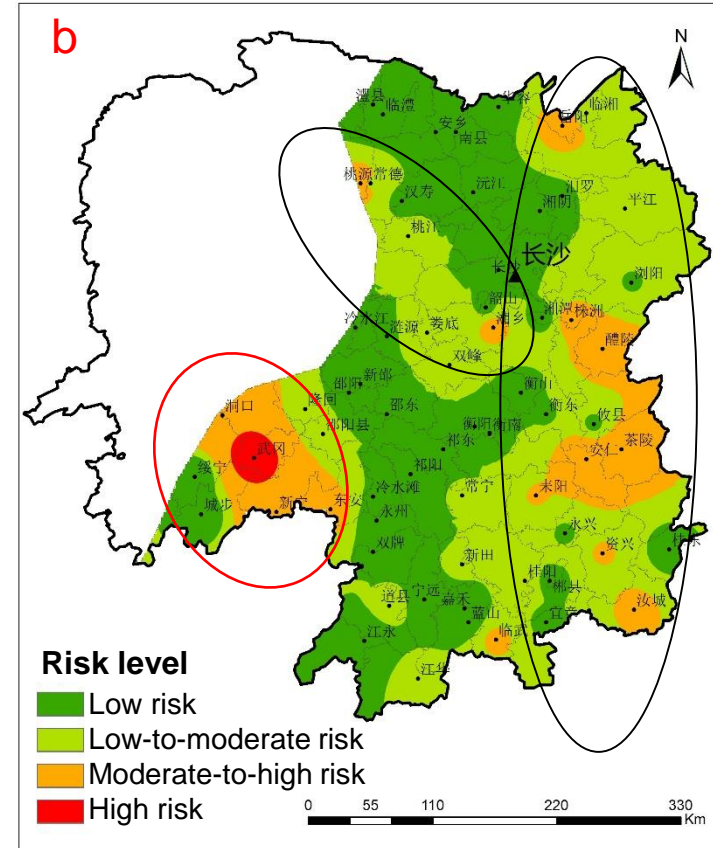 b
N
澧县
临澧
安乡
南县
华容
岳阳
临湘
桃源
常德
汉寿
沅江
汨罗
湘阴
平江
桃江
长沙
长沙
浏阳
韶山
湘乡
湘潭
株洲
醴陵
冷水江
涟源
娄底
双峰
新邵
邵阳
邵东
衡山
衡东
攸县
洞口
隆回
邵阳县
衡阳
衡南
祁东
茶陵
安仁
武冈
绥宁
祁阳
冷水滩
常宁
耒阳
城步
新宁
东安
永州
永兴
资兴
桂东
双牌
新田
桂阳
郴县
道县
宁远
嘉禾
蓝山
宜章
汝城
临武
江永
江华
Risk level
Low risk
Low-to-moderate risk
Moderate-to-high risk
High risk
0 55 110 220 330
Km